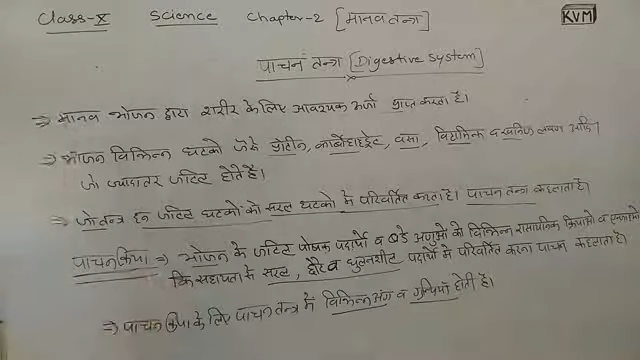 Class-X Science Chapter-2 [मानव तन्त्र] KVM
पाचन तन्त्र [Digestive System]
⇒ मानव भोजन द्वारा शरीर के लिए आवश्यक ऊर्जा प्राप्त करता है।
⇒ भोजन विभिन्न घटको जैसे प्रोटीन, कार्बोहाइड्रेट, वसा, विटामिन व खनिज लवण आदि।
जो ज्यादातर जटिल होते है।
⇒ जो तन्त्र इन जटिल घटकों को सरल घटकों में परिवर्तित करता है। पाचन तन्त्र कहलाता है।
पाचन क्रिया ⇒ भोजन के जटिल पोषक पदार्थो व बडे अणुओ को विभिन्न रासायनिक क्रियाओ व एन्जाइमो
कि सहायता से सरल, छोटे व घुलनशील पदार्थो में परिवर्तित करना पाचन कहलाता है।
⇒ पाचन क्रिया के लिए पाचन तन्त्र में विभिन्न अंग व ग्रन्थियाँ होती है।